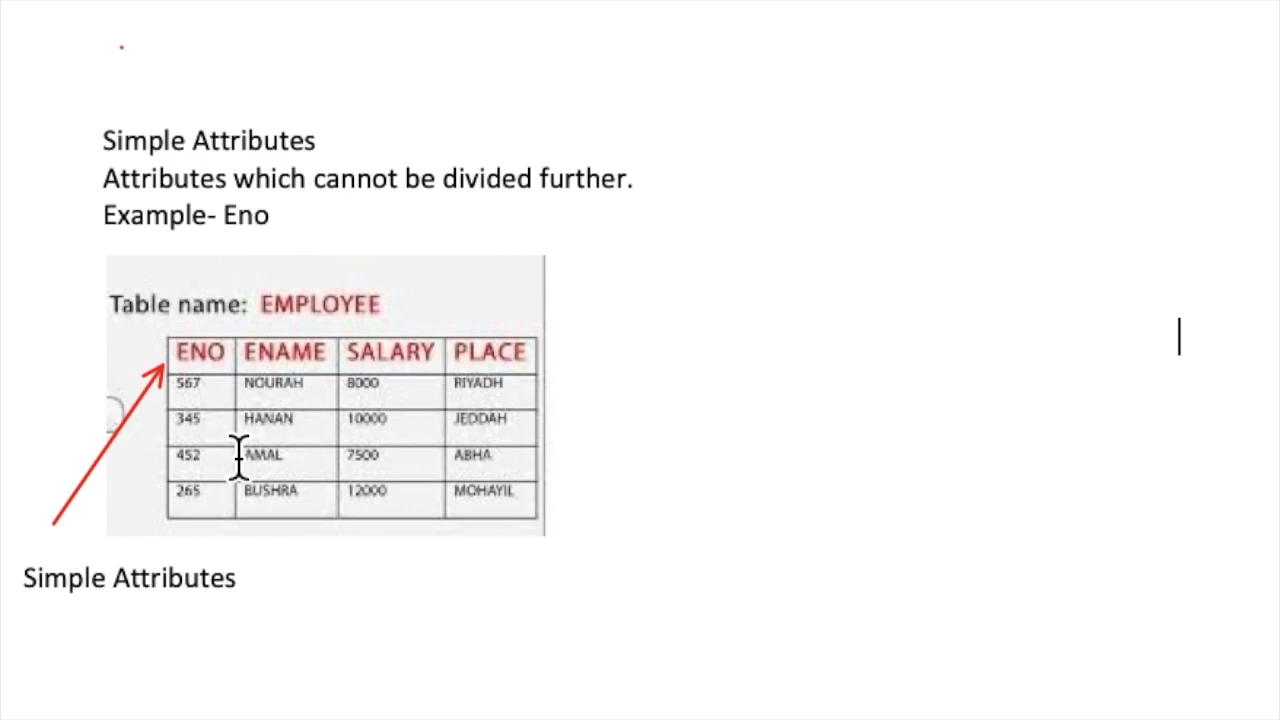 Simple Attributes
Attributes which cannot be divided further.
Example- Eno
Table name: EMPLOYEE
ENO ENAME SALARY PLACE
567 NOURAH 8000 RIYADH
345 HANAN 10000 JEDDAH
452 AMAL 7500 ABHA
265 BUSHRA 12000 MOHAYIL
Simple Attributes